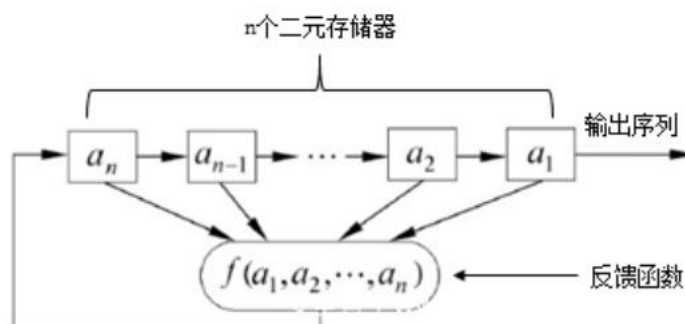 n个二元存储器
输出序列
aₙ aₙ₋₁ ··· a₂ a₁
f(a₁,a₂,···,aₙ)
反馈函数